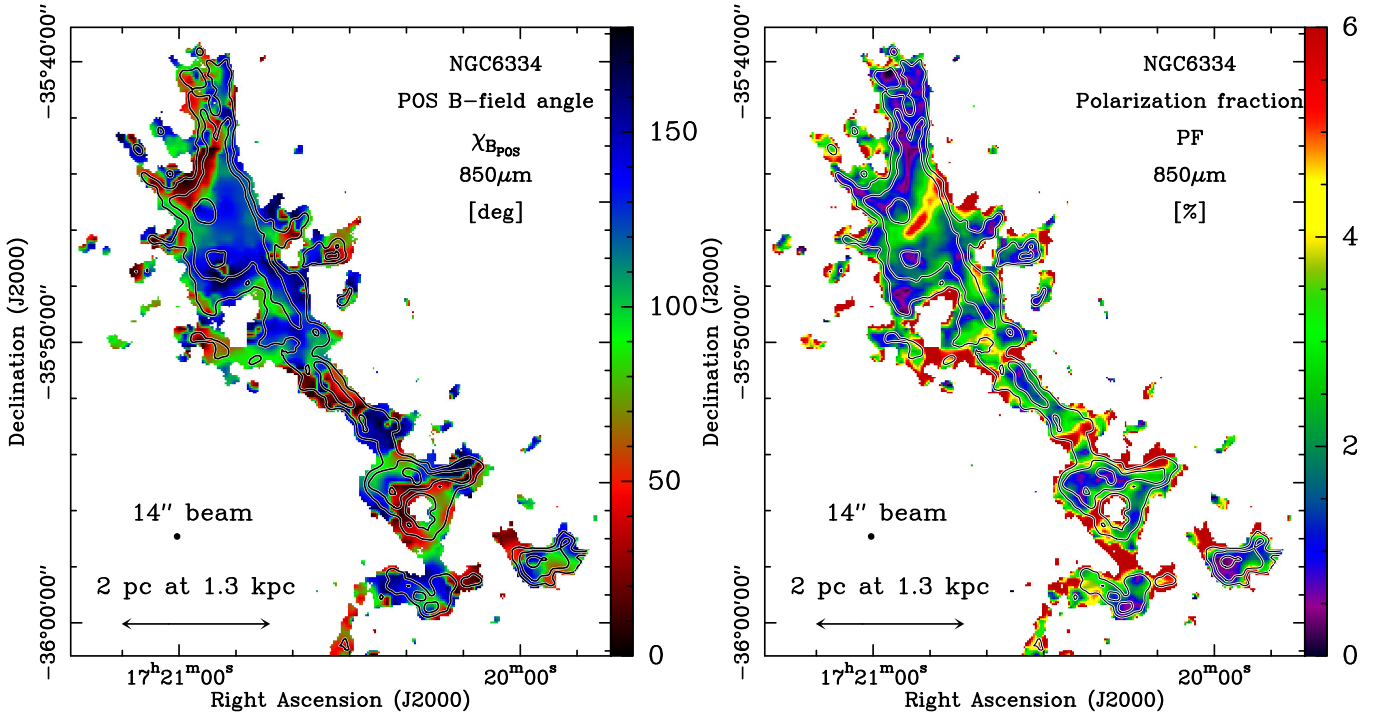 NGC6334
POS B-field angle
χB_POS
850μm
[deg]
14″ beam
2 pc at 1.3 kpc
-35°40′00″
-35°50′00″
-36°00′00″
Declination (J2000)
17ʰ21ᵐ00ˢ
20ᵐ00ˢ
Right Ascension (J2000)
150
100
50
0
NGC6334
Polarization fraction
PF
850μm
[%]
14″ beam
2 pc at 1.3 kpc
-35°40′00″
-35°50′00″
-36°00′00″
Declination (J2000)
17ʰ21ᵐ00ˢ
20ᵐ00ˢ
Right Ascension (J2000)
6
4
2
0